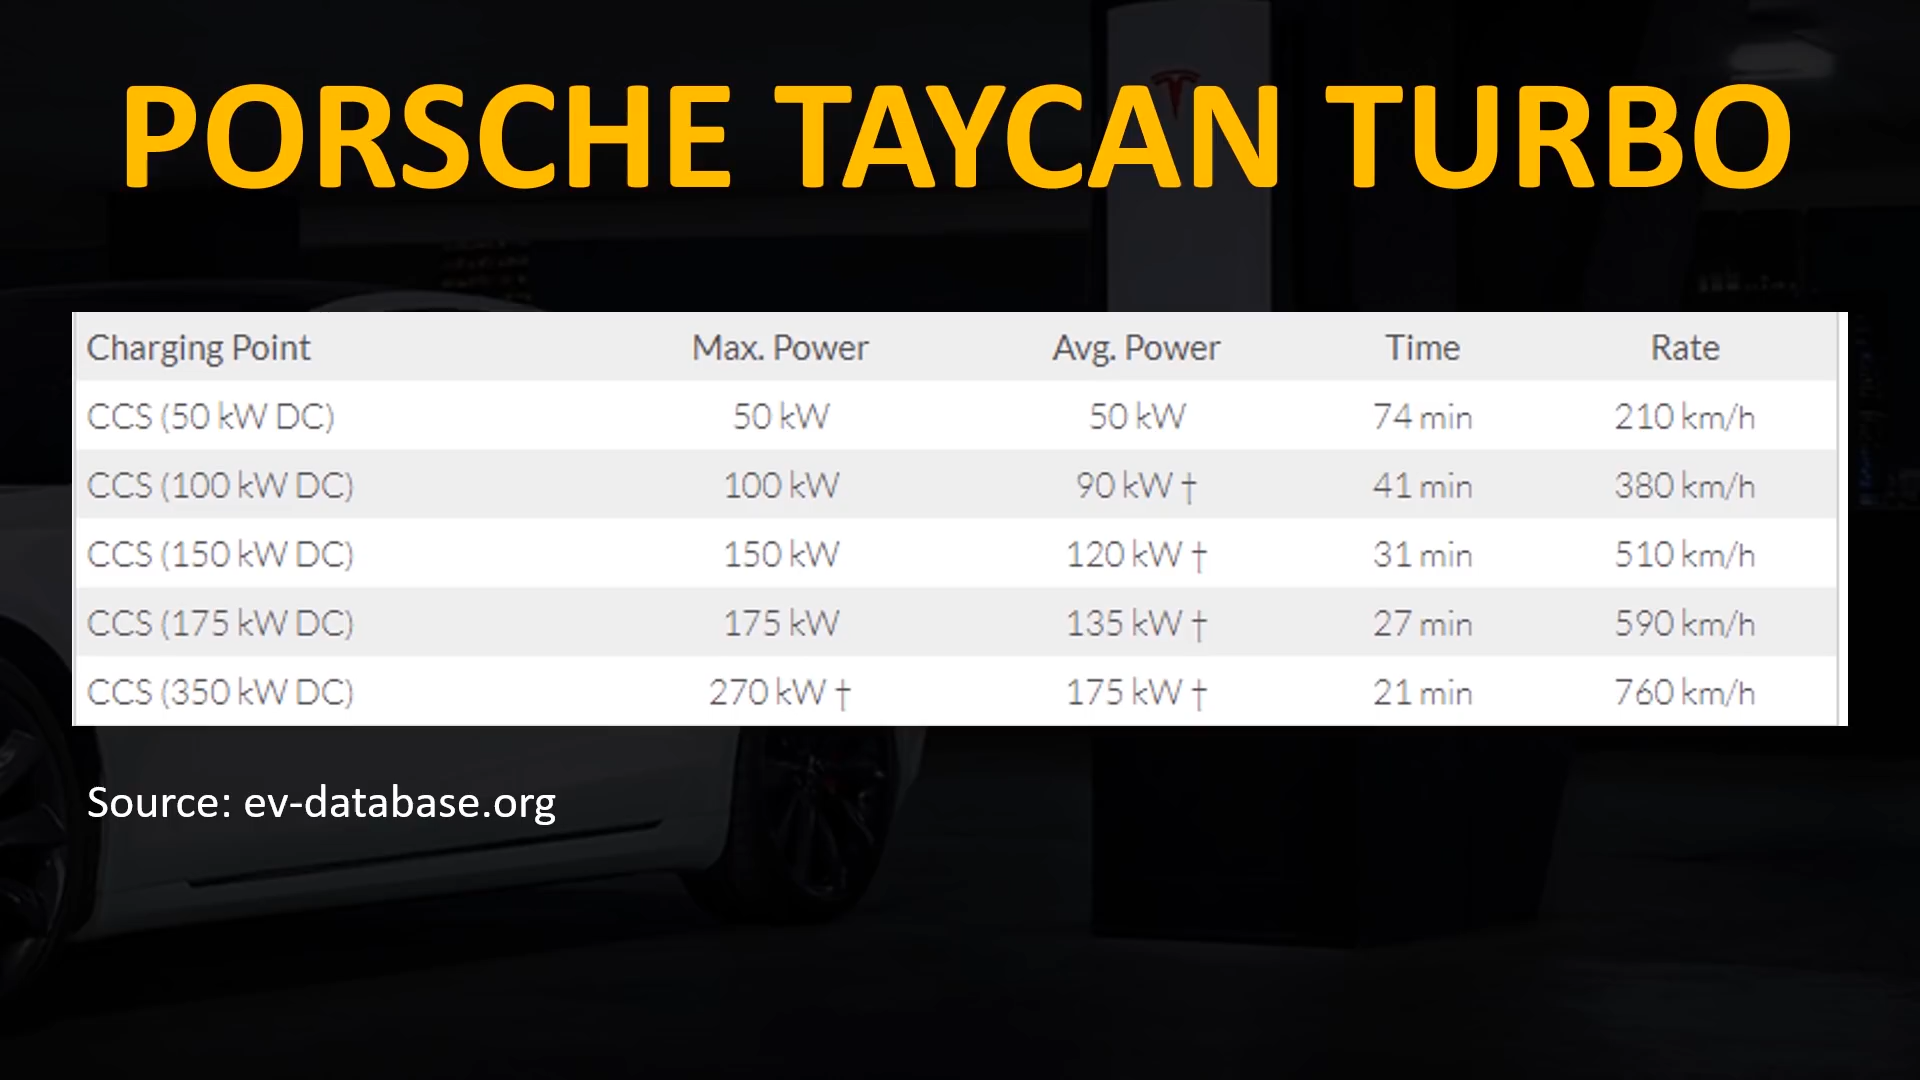 PORSCHE TAYCAN TURBO
Charging Point Max. Power Avg. Power Time Rate
CCS (50 kW DC) 50 kW 50 kW 74 min 210 km/h
CCS (100 kW DC) 100 kW 90 kW † 41 min 380 km/h
CCS (150 kW DC) 150 kW 120 kW † 31 min 510 km/h
CCS (175 kW DC) 175 kW 135 kW † 27 min 590 km/h
CCS (350 kW DC) 270 kW † 175 kW † 21 min 760 km/h
Source: ev-database.org